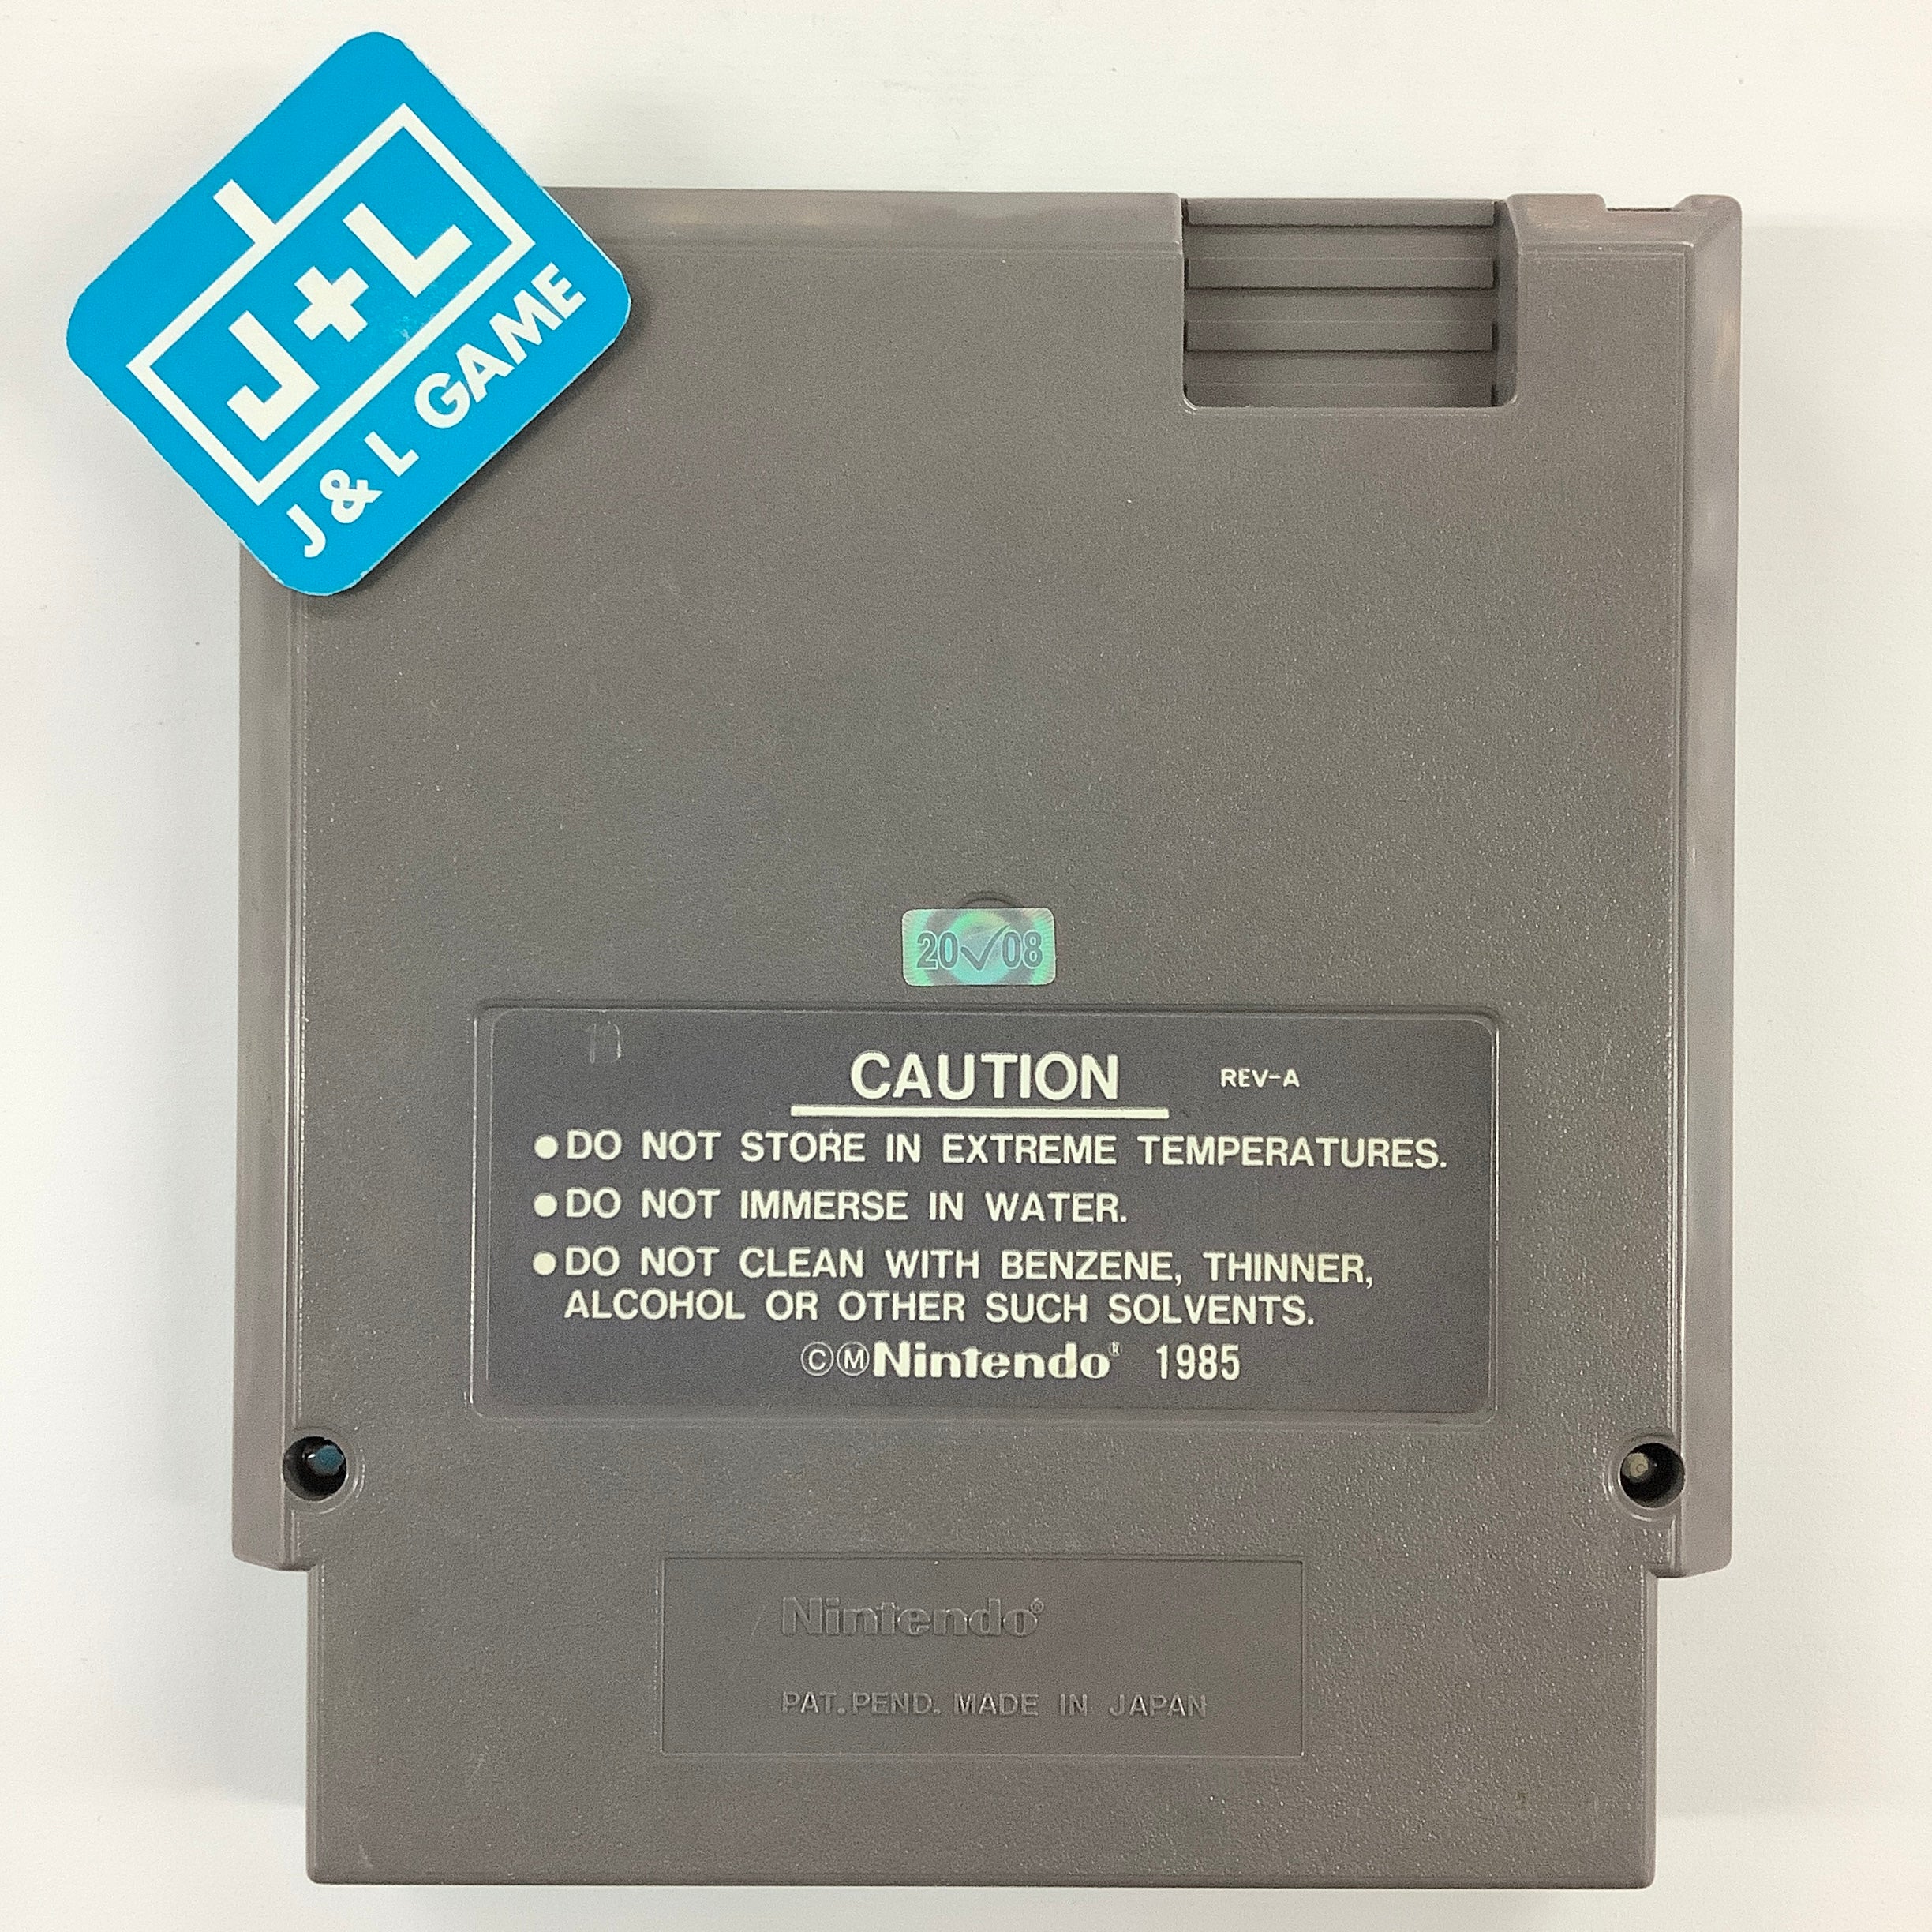 J+L
J & L GAME
20✓08
CAUTION REV-A
●DO NOT STORE IN EXTREME TEMPERATURES.
●DO NOT IMMERSE IN WATER.
●DO NOT CLEAN WITH BENZENE, THINNER,
ALCOHOL OR OTHER SUCH SOLVENTS.
©ⓂNintendo® 1985
Nintendo®
PAT.PEND. MADE IN JAPAN